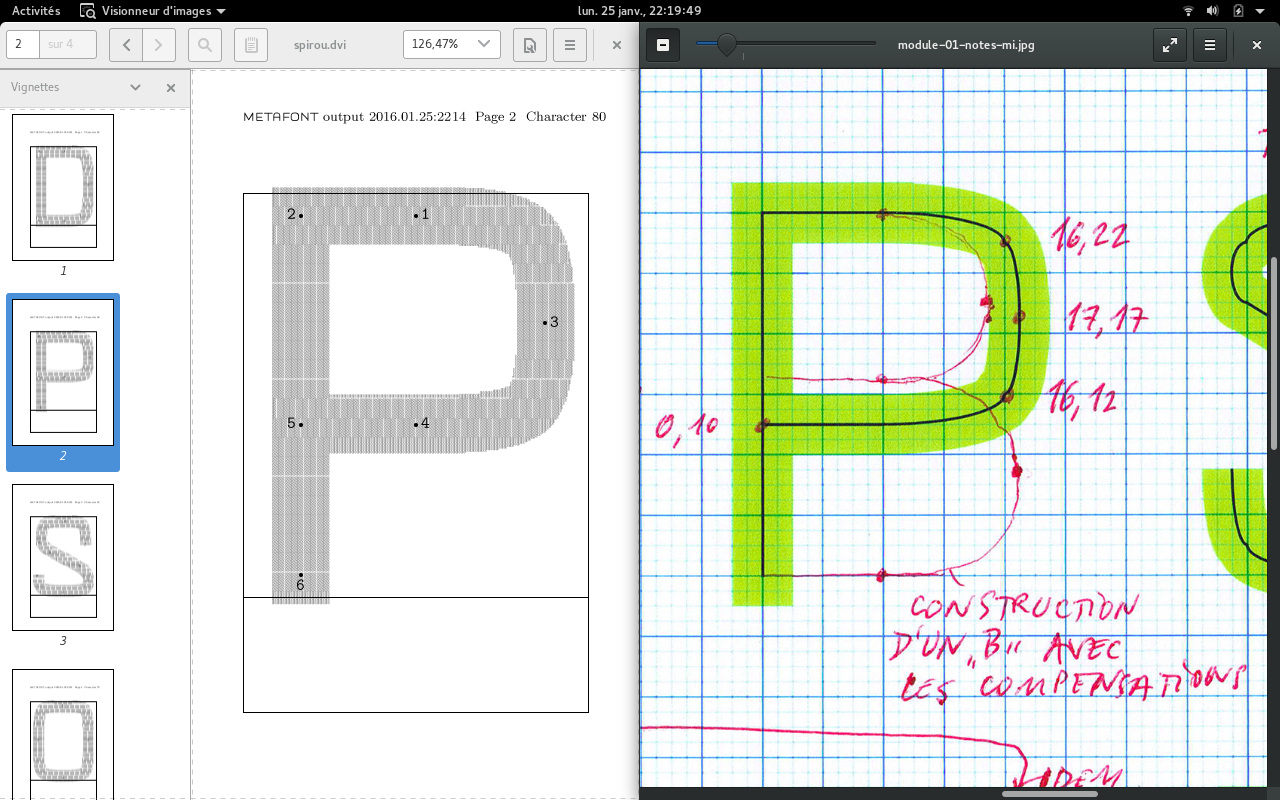 Activités
Visionneur d'images
lun. 25 janv., 22:19:49
2
sur 4
spirou.dvi
126,47%
module-01-notes-mi.jpg
Vignettes
1
2
3
METAFONT output 2016.01.25:2214 Page 2 Character 80
2
1
3
5
4
6
16,22
17,17
16,12
0,10
CONSTRUCTION
D'UN „B" AVEC
LES COMPENSATIONS
IDEM